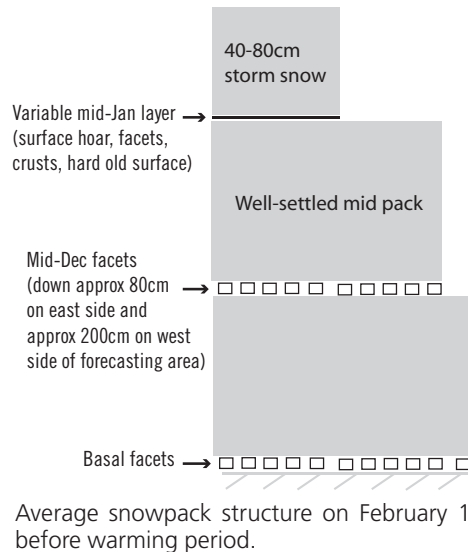 40-80cm
storm snow
Variable mid-Jan layer
(surface hoar, facets,
crusts, hard old surface)
Well-settled mid pack
Mid-Dec facets
(down approx 80cm
on east side and
approx 200cm on west
side of forecasting area)
Basal facets
Average snowpack structure on February 1
before warming period.